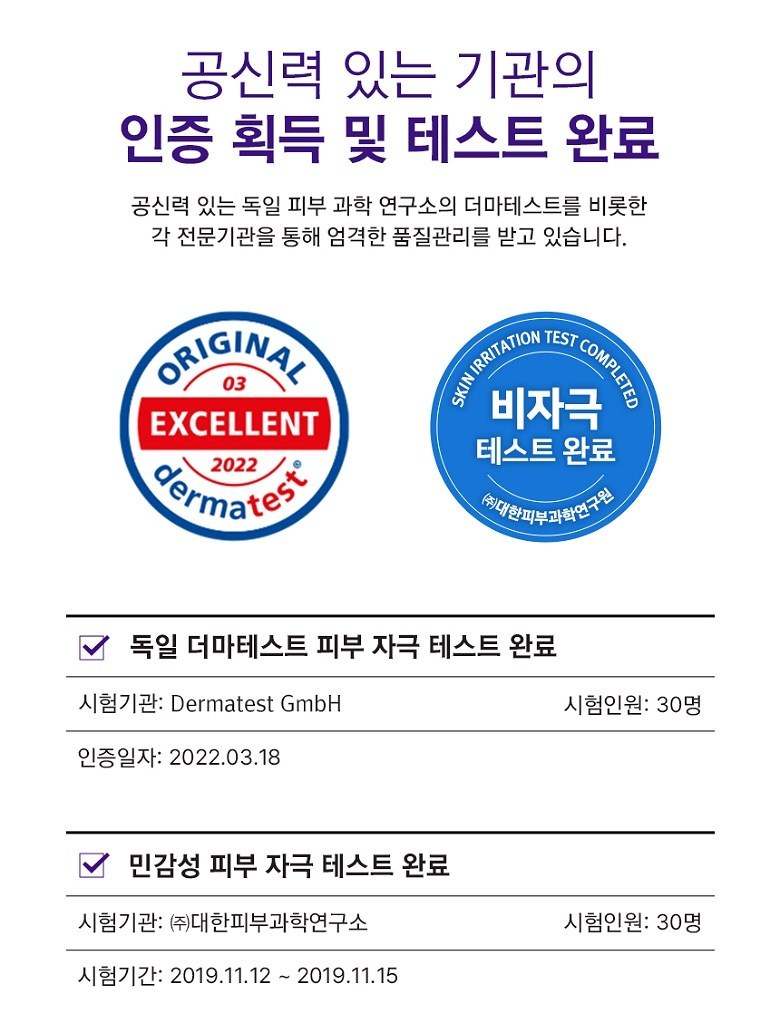 공신력 있는 기관의
인증 획득 및 테스트 완료
공신력 있는 독일 피부 과학 연구소의 더마테스트를 비롯한
각 전문기관을 통해 엄격한 품질관리를 받고 있습니다.
ORIGINAL
03
EXCELLENT
2022
dermatest®
SKIN IRRITATION TEST COMPLETED
비자극
테스트 완료
㈜대한피부과학연구원
독일 더마테스트 피부 자극 테스트 완료
시험기관: Dermatest GmbH 시험인원: 30명
인증일자: 2022.03.18
민감성 피부 자극 테스트 완료
시험기관: ㈜대한피부과학연구소 시험인원: 30명
시험기간: 2019.11.12 ~ 2019.11.15